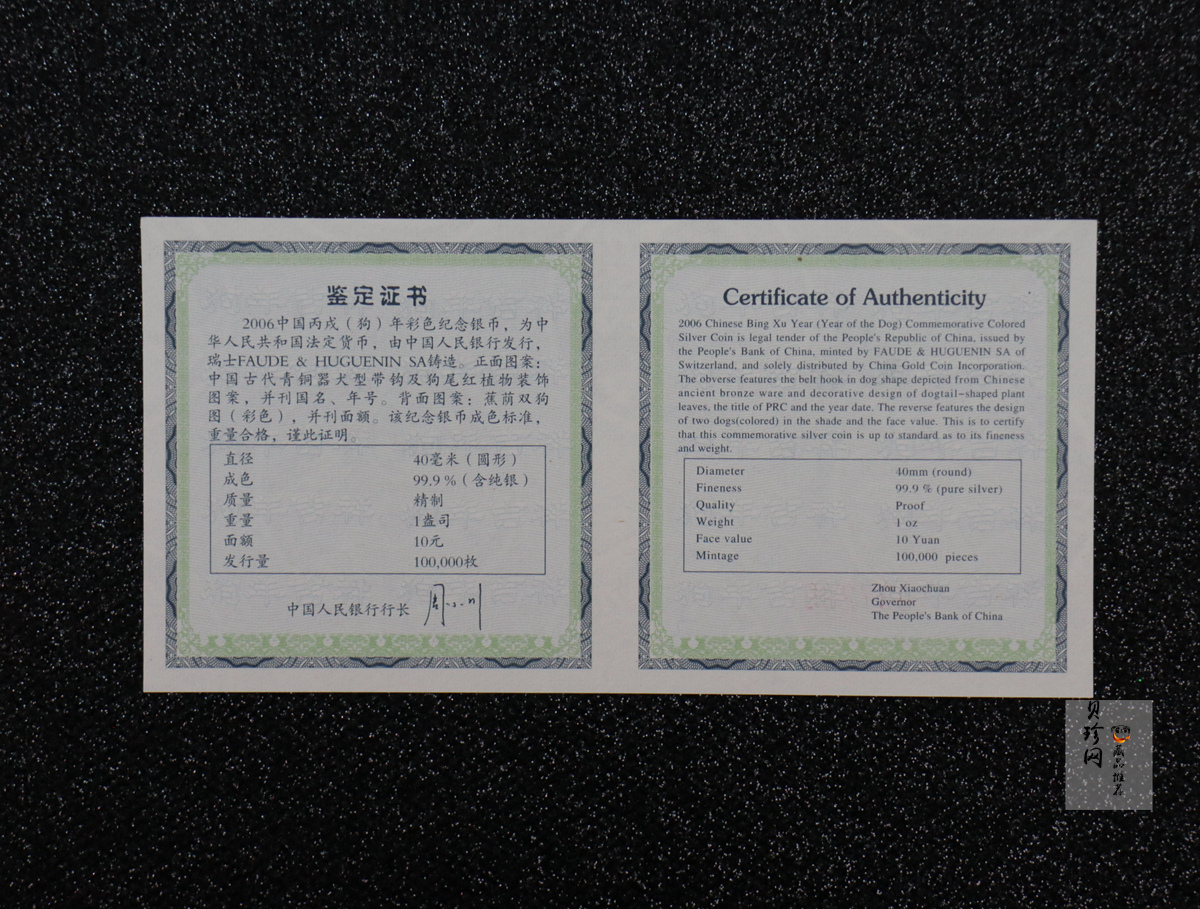 鉴定证书
2006中国丙戌（狗）年彩色纪念银币，为中
华人民共和国法定货币，由中国人民银行发行，
瑞士FAUDE & HUGUENIN SA铸造。正面图案：
中国古代青铜器犬型带钩及狗尾红植物装饰
图案，并刊国名、年号。背面图案：蕉荫双狗
图（彩色），并刊面额。该纪念银币成色标准，
重量合格，谨此证明。
直径 40毫米（圆形）
成色 99.9％（含纯银）
质量 精制
重量 1盎司
面额 10元
发行量 100,000枚
中国人民银行行长
Certificate of Authenticity
2006 Chinese Bing Xu Year (Year of the Dog) Commemorative Colored
Silver Coin is legal tender of the People's Republic of China, issued by
the People's Bank of China, minted by FAUDE & HUGUENIN SA of
Switzerland, and solely distributed by China Gold Coin Incorporation.
The obverse features the belt hook in dog shape depicted from Chinese
ancient bronze ware and decorative design of dogtail-shaped plant
leaves, the title of PRC and the year date. The reverse features the design
of two dogs(colored) in the shade and the face value. This is to certify
that this commemorative silver coin is up to standard as to its fineness
and weight.
Diameter 40mm (round)
Fineness 99.9 % (pure silver)
Quality Proof
Weight 1 oz
Face value 10 Yuan
Mintage 100,000 pieces
Zhou Xiaochuan
Governor
The People's Bank of China
贝珍网
藏品推荐